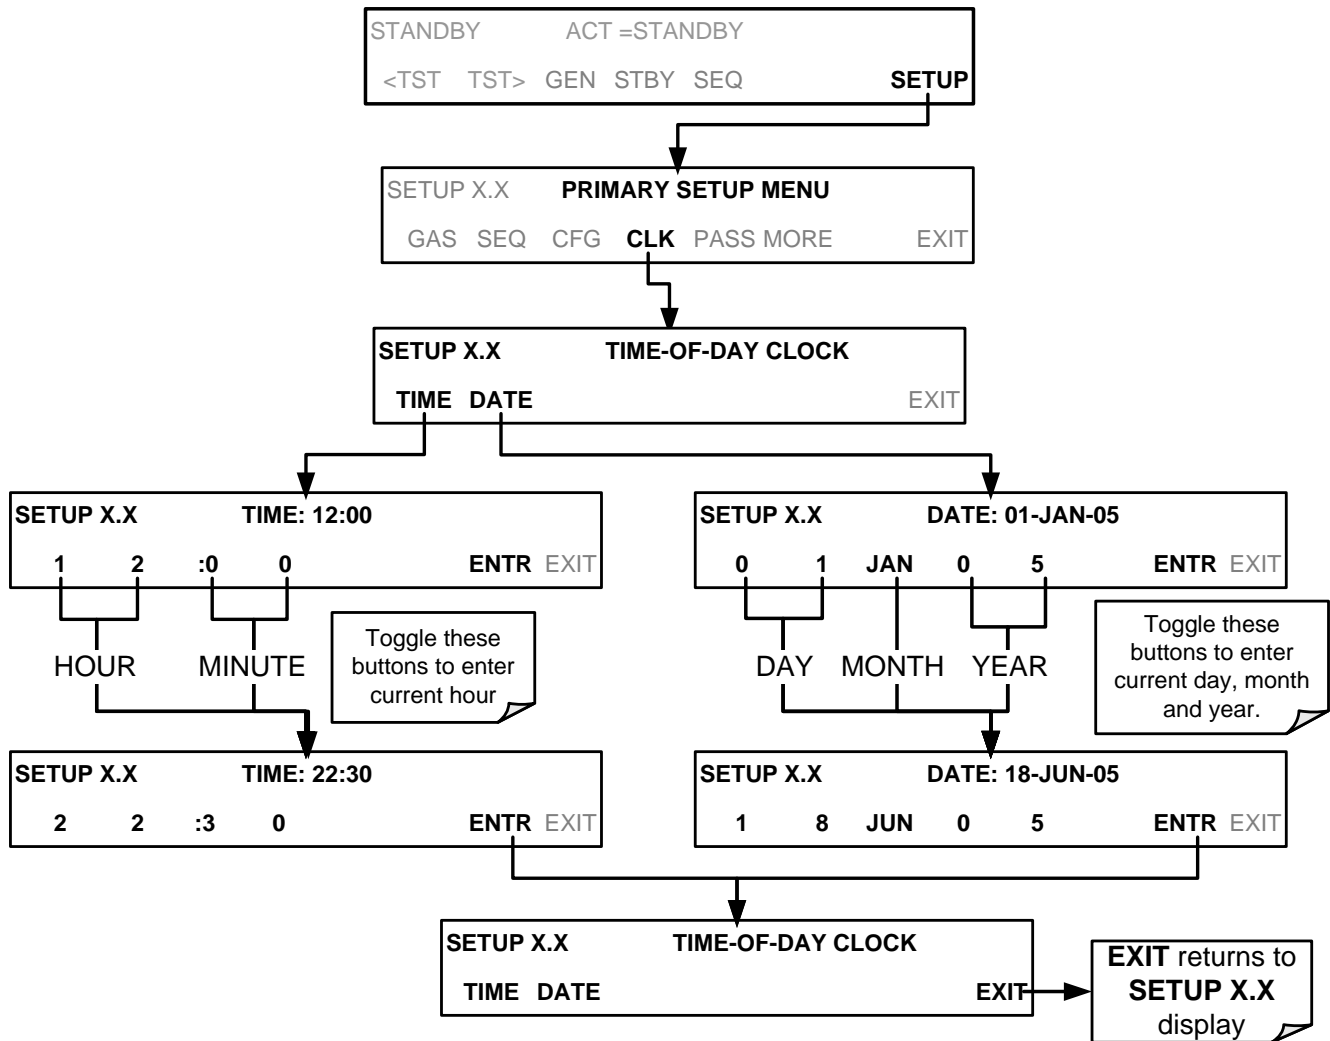 STANDBY ACT =STANDBY
<TST TST> GEN STBY SEQ SETUP
SETUP X.X PRIMARY SETUP MENU
GAS SEQ CFG CLK PASS MORE EXIT
SETUP X.X TIME-OF-DAY CLOCK
TIME DATE EXIT
SETUP X.X TIME: 12:00
1 2 :0 0 ENTR EXIT
HOUR MINUTE
Toggle these
buttons to enter
current hour
SETUP X.X DATE: 01-JAN-05
0 1 JAN 0 5 ENTR EXIT
DAY MONTH YEAR
Toggle these
buttons to enter
current day, month
and year.
SETUP X.X TIME: 22:30
2 2 :3 0 ENTR EXIT
SETUP X.X DATE: 18-JUN-05
1 8 JUN 0 5 ENTR EXIT
SETUP X.X TIME-OF-DAY CLOCK
TIME DATE EXIT
EXIT returns to
SETUP X.X
display